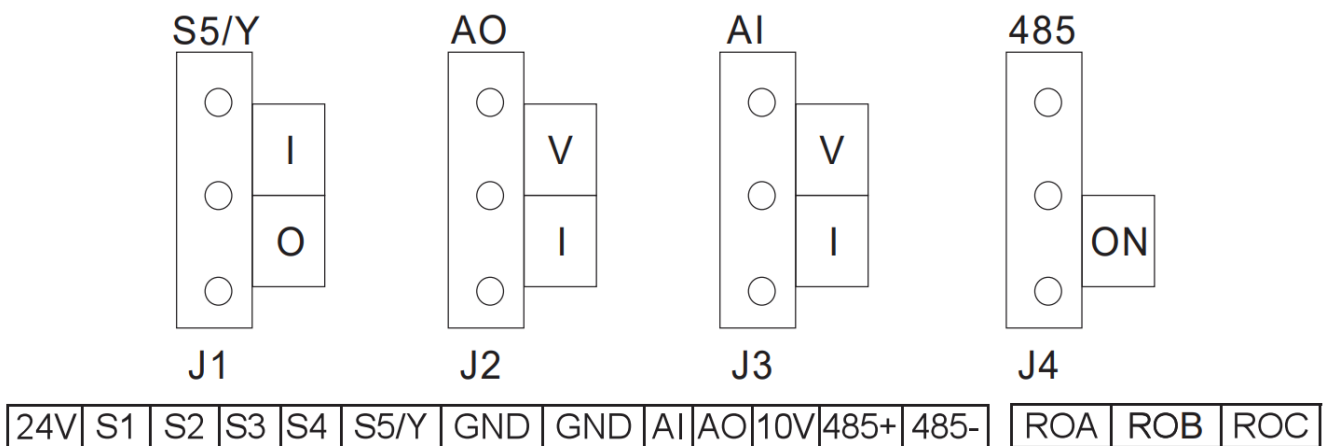 S5/Y AO AI 485
I V V
O I I ON
J1 J2 J3 J4
24V S1 S2 S3 S4 S5/Y GND GND AI AO 10V 485+ 485- ROA ROB ROC